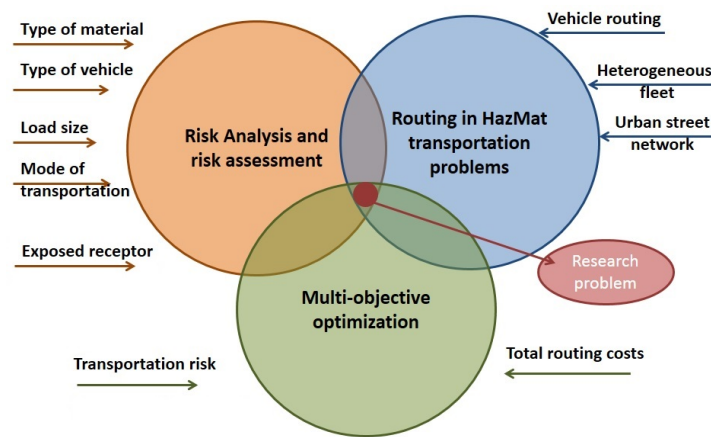 Type of material
Type of vehicle
Load size
Mode of
transportation
Exposed receptor
Risk Analysis and
risk assessment
Routing in HazMat
transportation
problems
Vehicle routing
Heterogeneous
fleet
Urban street
network
Research
problem
Multi-objective
optimization
Transportation risk
Total routing costs